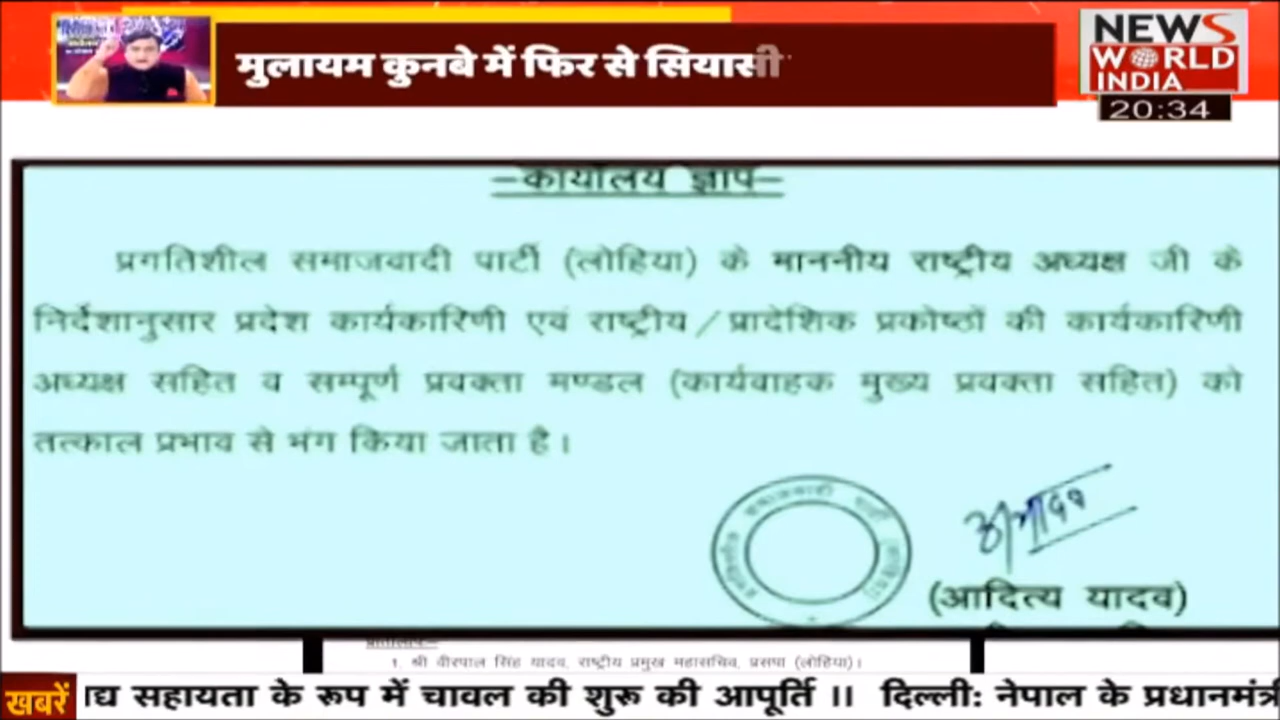 मुलायम कुनबे में फिर से सियासी
NEWS
WORLD
INDIA
20:34
–कार्यालय ज्ञाप–
प्रगतिशील समाजवादी पार्टी (लोहिया) के माननीय राष्ट्रीय अध्यक्ष जी के
निर्देशानुसार प्रदेश कार्यकारिणी एवं राष्ट्रीय/प्रादेशिक प्रकोष्ठों की कार्यकारिणी
अध्यक्ष सहित व सम्पूर्ण प्रवक्ता मण्डल (कार्यवाहक मुख्य प्रवक्ता सहित) को
तत्काल प्रभाव से भंग किया जाता है।
समाजवादी पार्टी
(आदित्य यादव)
1. श्री वीरपाल सिंह यादव, राष्ट्रीय प्रमुख महासचिव, प्रसपा (लोहिया)।
खबरें
सहायता के रूप में चावल की शुरू की आपूर्ति ॥ दिल्ली: नेपाल के प्रधानमंत्री